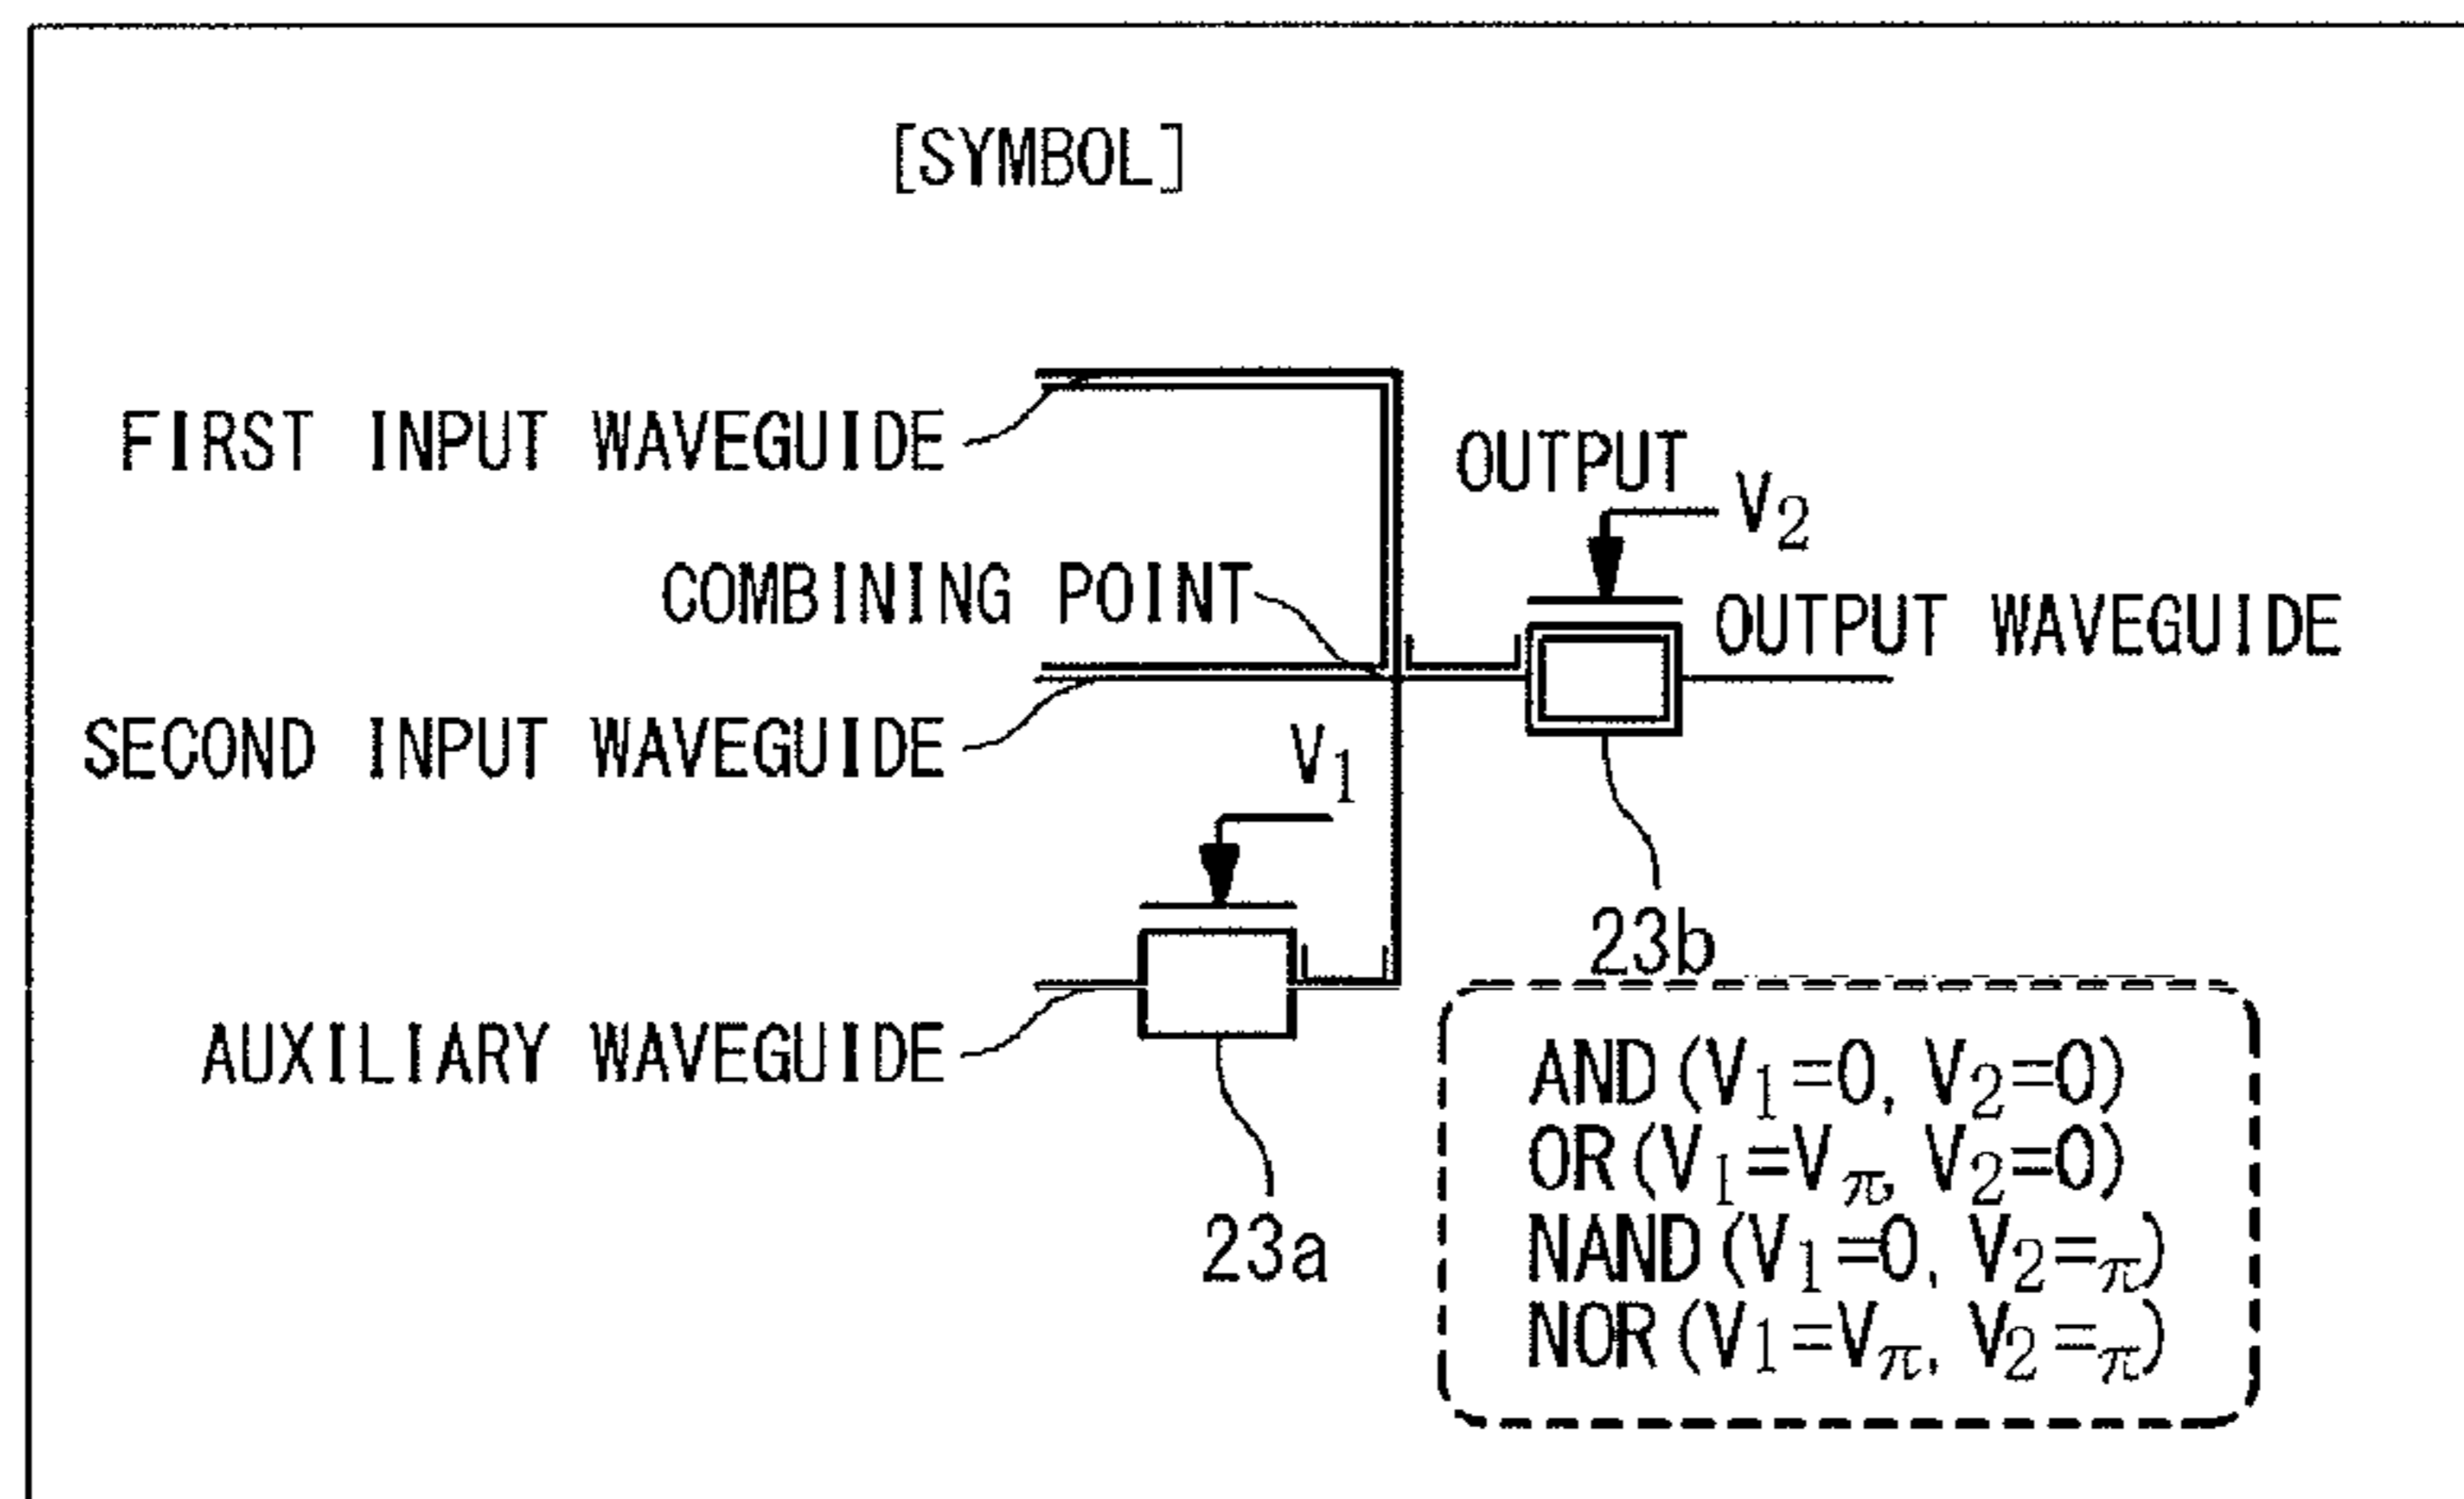 [SYMBOL]
FIRST INPUT WAVEGUIDE
OUTPUT
V2
COMBINING POINT
OUTPUT WAVEGUIDE
SECOND INPUT WAVEGUIDE
V1
23b
AUXILIARY WAVEGUIDE
23a
AND(V1=0, V2=0)
OR(V1=Vπ, V2=0)
NAND(V1=0, V2=π)
NOR(V1=Vπ, V2=π)